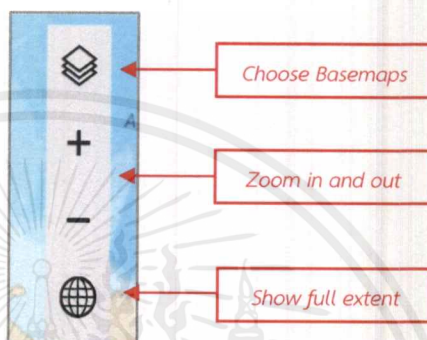 Choose Basemaps
A
+
Zoom in and out
−
Show full extent